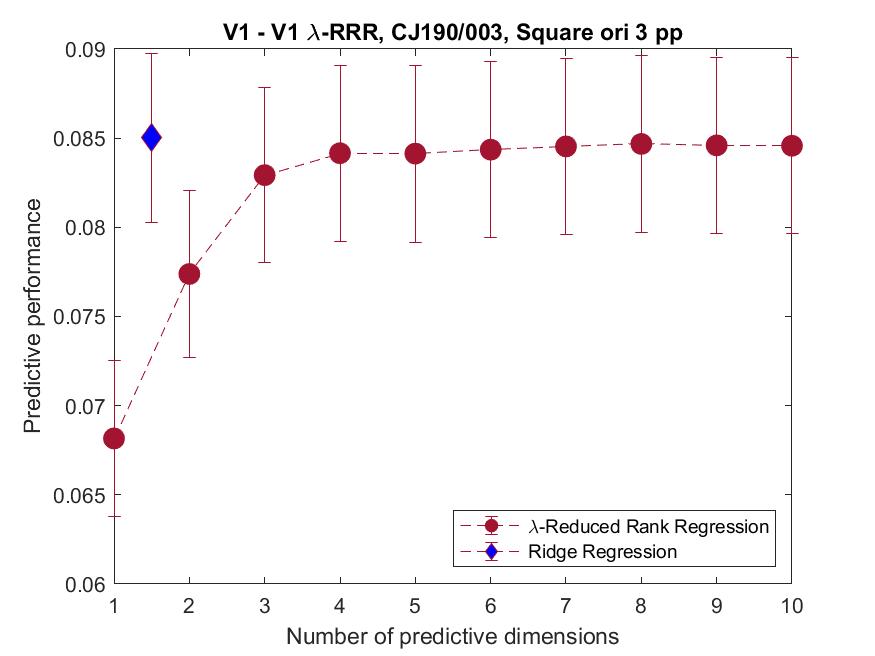 V1 - V1 λ-RRR, CJ190/003, Square ori 3 pp
0.09
0.085
0.08
0.075
0.07
0.065
0.06
Predictive performance
1 2 3 4 5 6 7 8 9 10
Number of predictive dimensions
λ-Reduced Rank Regression
Ridge Regression